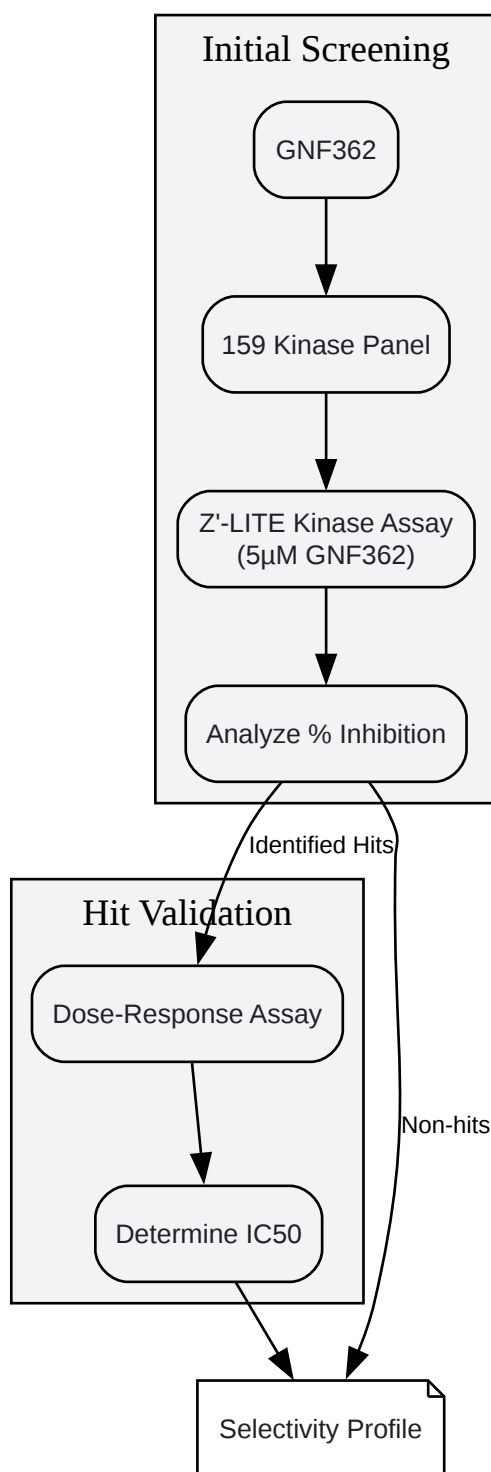 Initial Screening
GNF362
159 Kinase Panel
Z'-LITE Kinase Assay
(5µM GNF362)
Analyze % Inhibition
Identified Hits
Hit Validation
Dose-Response Assay
Non-hits
Determine IC50
Selectivity Profile